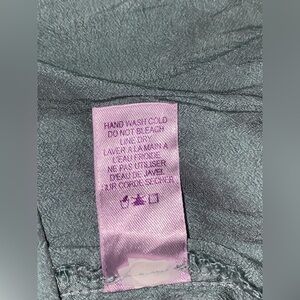 HAND WASH COLD
DO NOT BLEACH
LINE DRY
LAVER A LA MAIN A
L'EAU FROIDE
NE PAS UTILISER
D'EAU DE JAVEL
SUR CORDE SECHER